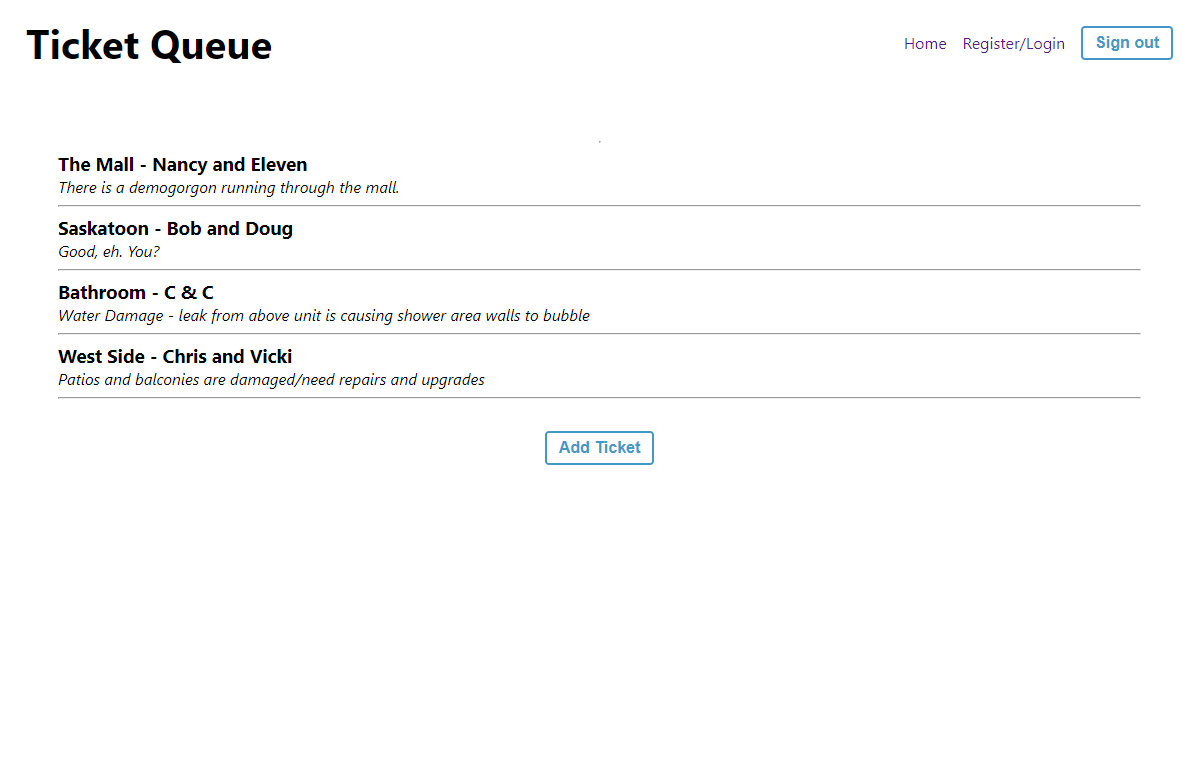 Ticket Queue
Home Register/Login Sign out
The Mall - Nancy and Eleven
There is a demogorgon running through the mall.
Saskatoon - Bob and Doug
Good, eh. You?
Bathroom - C & C
Water Damage - leak from above unit is causing shower area walls to bubble
West Side - Chris and Vicki
Patios and balconies are damaged/need repairs and upgrades
Add Ticket